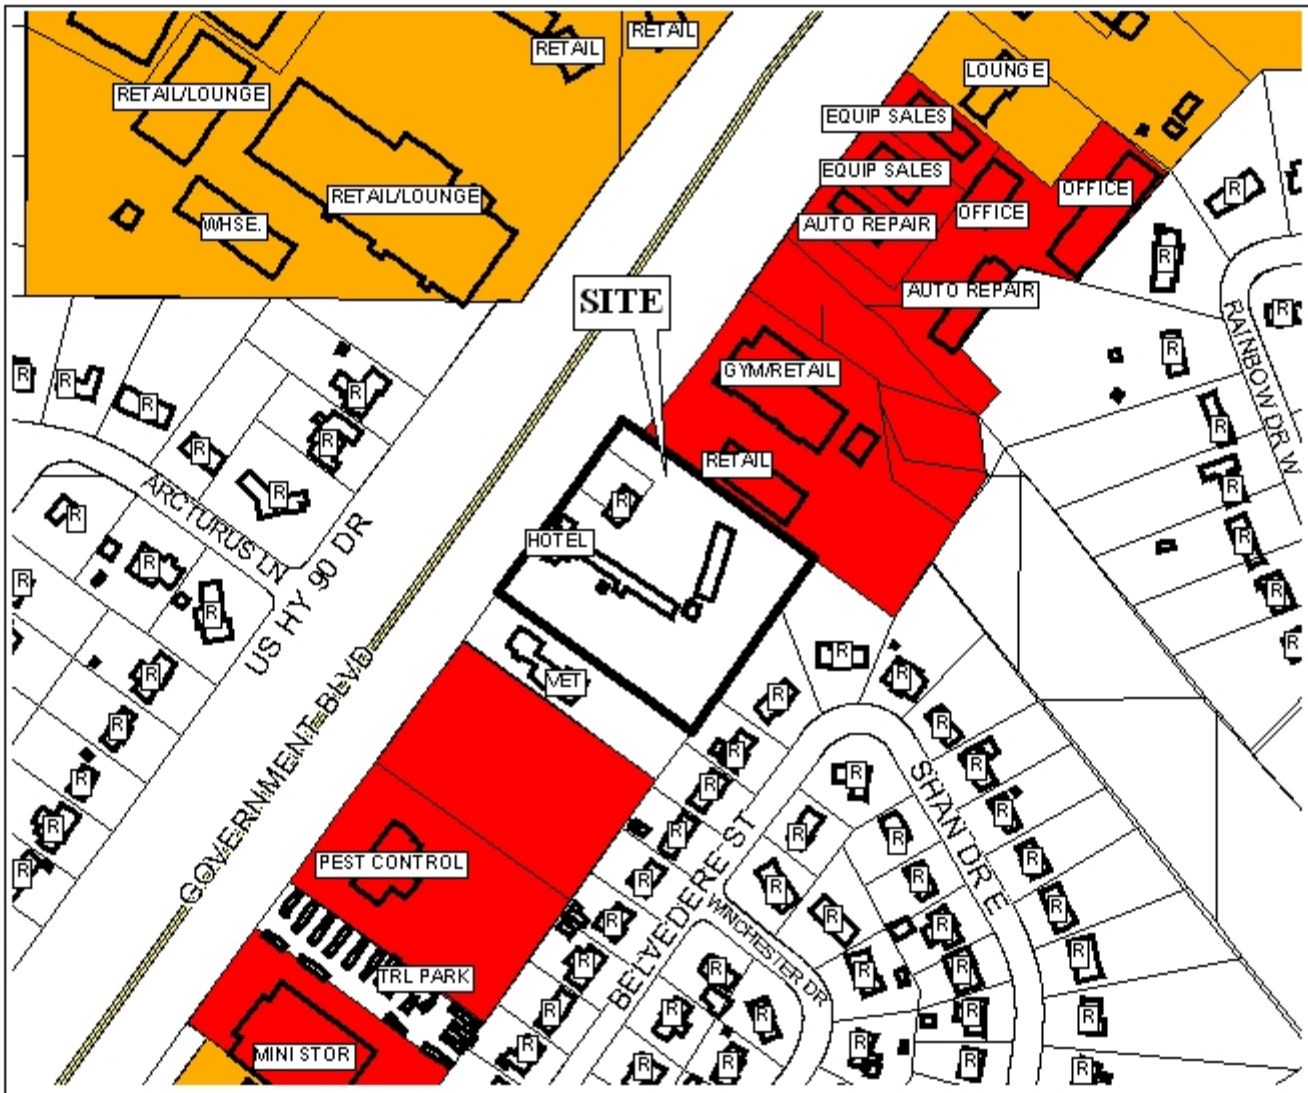 RETAIL
RETAIL
LOUNGE
RETAIL/LOUNGE
EQUIP SALES
EQUIP SALES
RETAIL/LOUNGE
WHSE.
AUTO REPAIR
OFFICE
OFFICE
R
R
AUTO REPAIR
SITE
R
RAINBOW DR W
R
R
R
R
R
R
R
R
GYM/RETAIL
R
RETAIL
R
R
R
R
R
R
HOTEL
ARCTURUS LN
US HY 90 DR
R
R
R
R
R
VET
R
R
R
R
R
R
R
R
R
GOVERNMENT BLVD
SHAN DR E
R
R
R
R
R
R
R
R
R
R
R
PEST CONTROL
BELVEDERE ST
WINCHESTER DR
R
R
R
R
R
R
R
R
R
R
TRL PARK
R
R
R
R
R
R
R
R
MINI STOR
R
R
R
R
R
R